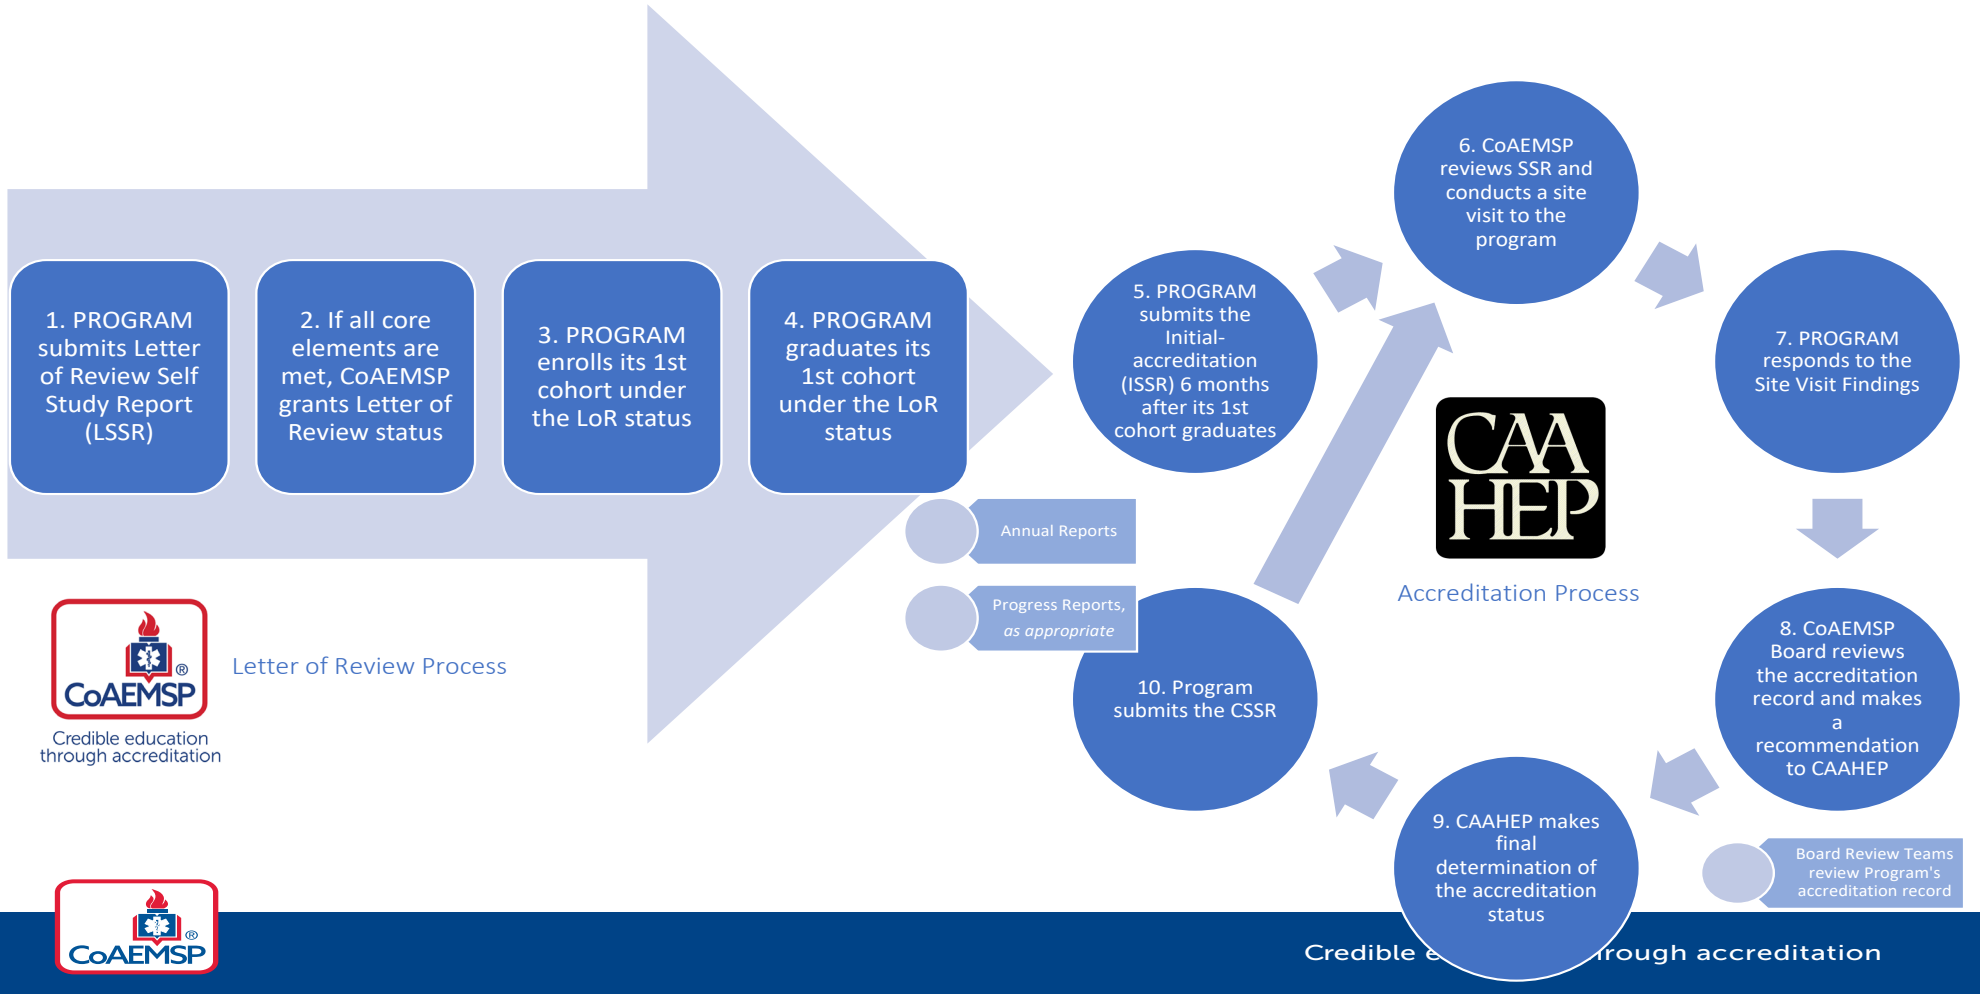 1. PROGRAM
submits Letter
of Review Self
Study Report
(LSSR)
2. If all core
elements are
met, CoAEMSP
grants Letter of
Review status
3. PROGRAM
enrolls its 1st
cohort under
the LoR status
4. PROGRAM
graduates its
1st cohort
under the LoR
status
CoAEMSP
®
Credible education
through accreditation
Letter of Review Process
5. PROGRAM
submits the
Initial-
accreditation
(ISSR) 6 months
after its 1st
cohort graduates
6. CoAEMSP
reviews SSR and
conducts a site
visit to the
program
7. PROGRAM
responds to the
Site Visit Findings
8. CoAEMSP
Board reviews
the accreditation
record and makes
a
recommendation
to CAAHEP
Board Review Teams
review Program's
accreditation record
9. CAAHEP makes
final
determination of
the accreditation
status
10. Program
submits the CSSR
Annual Reports
Progress Reports,
as appropriate
CAA
HEP
Accreditation Process
CoAEMSP
®
Credible e rough accreditation